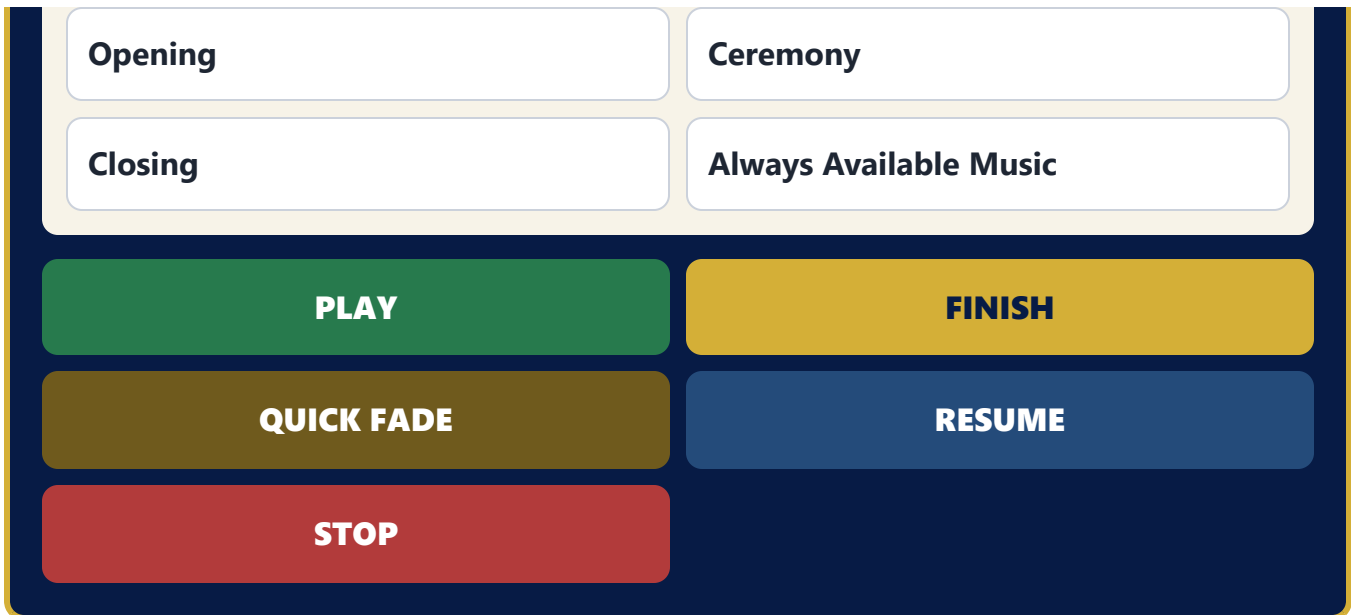 Opening
Ceremony
Closing
Always Available Music
PLAY
FINISH
QUICK FADE
RESUME
STOP